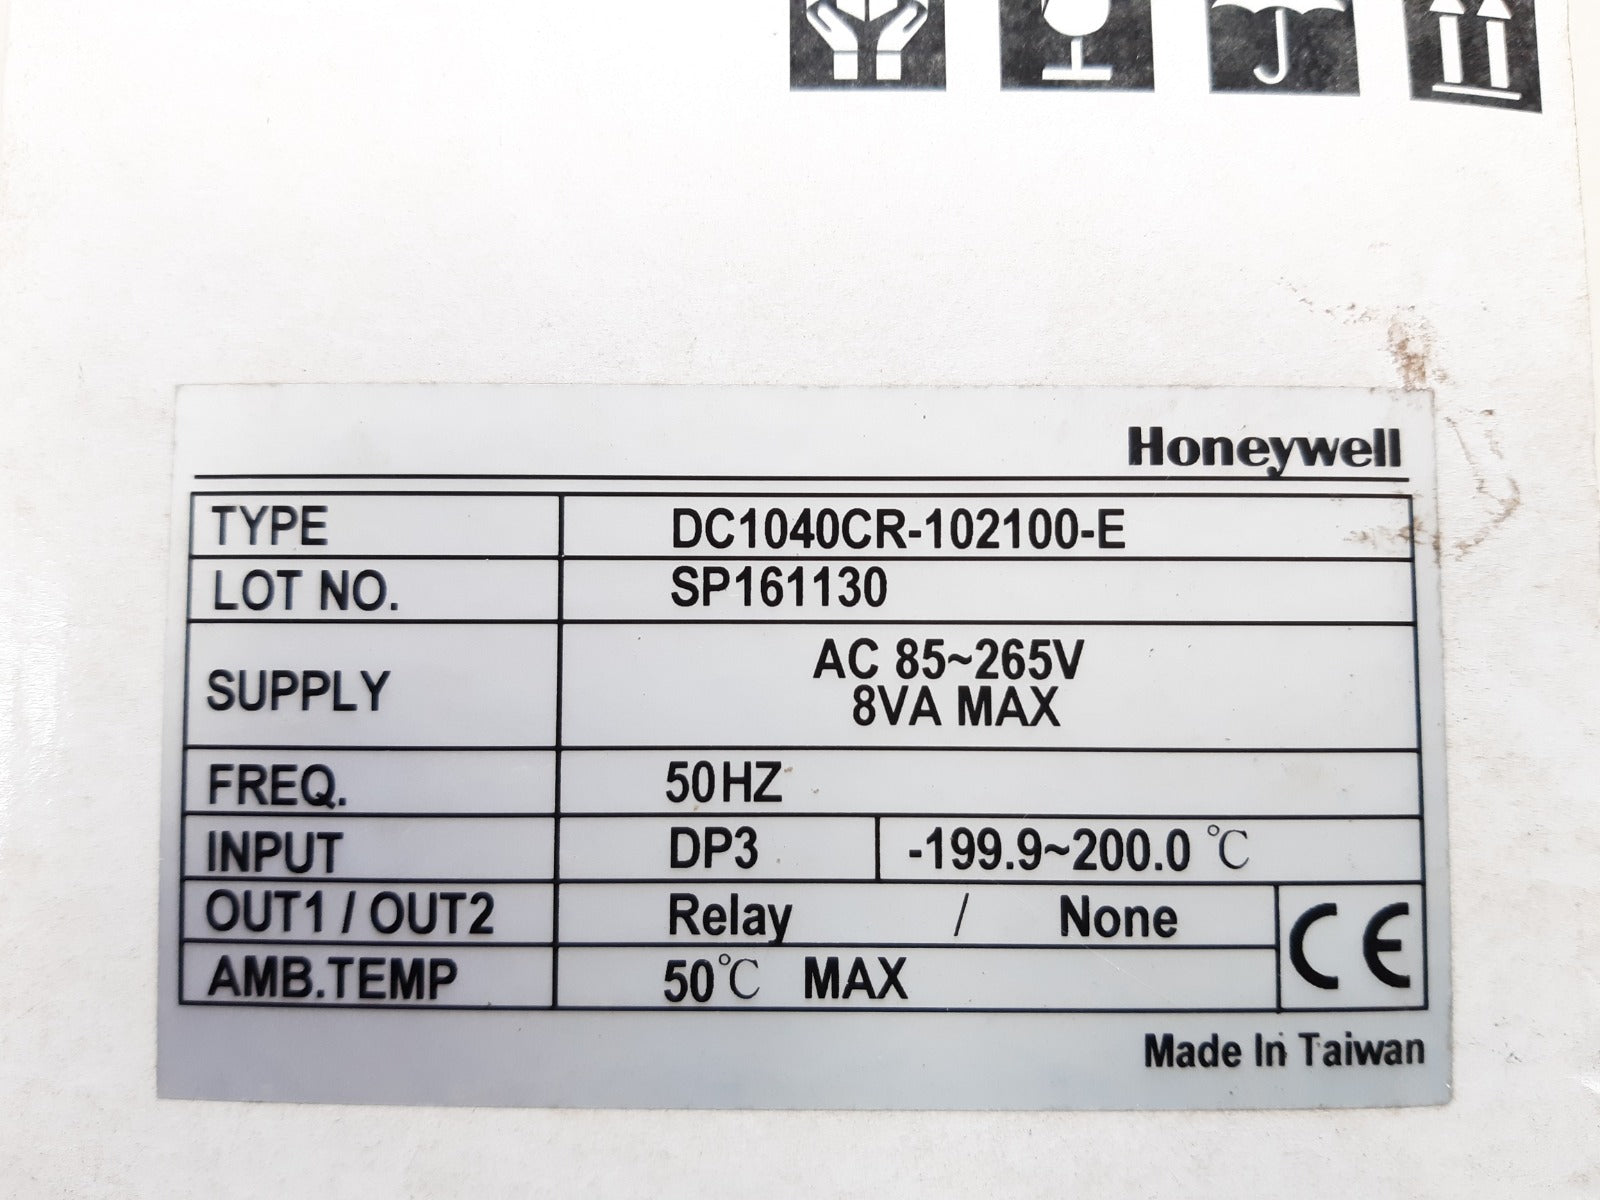 Honeywell
TYPE DC1040CR-102100-E
LOT NO. SP161130
SUPPLY AC 85~265V
8VA MAX
FREQ. 50HZ
INPUT DP3 -199.9~200.0 ℃
OUT1 / OUT2 Relay / None
AMB.TEMP 50℃ MAX
CE
Made In Taiwan